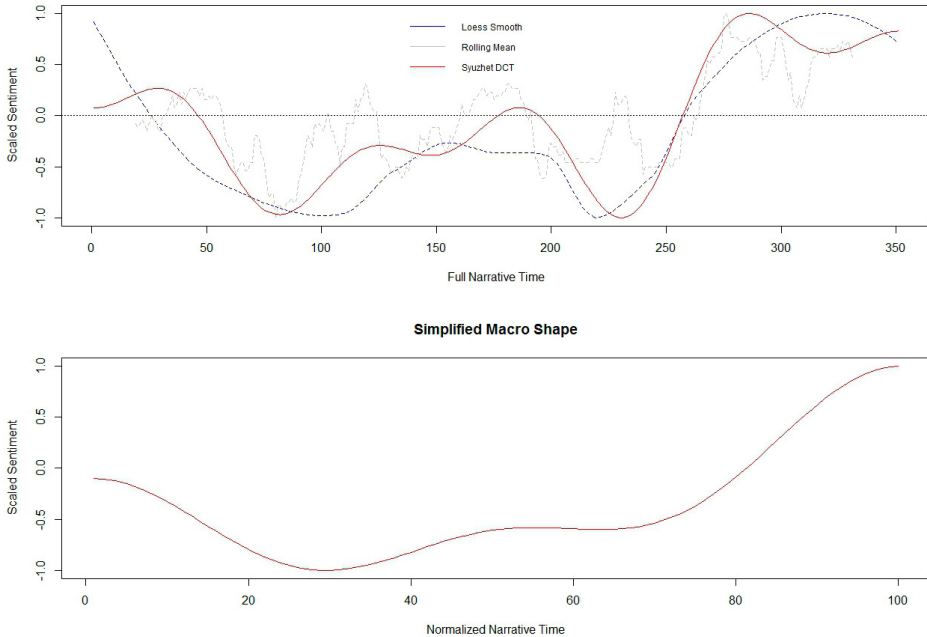 Scaled Sentiment
1.0
0.5
0.0
-0.5
-1.0
Loess Smooth
Rolling Mean
Syuzhet DCT
0 50 100 150 200 250 300 350
Full Narrative Time
Simplified Macro Shape
Scaled Sentiment
1.0
0.5
0.0
-0.5
-1.0
0 20 40 60 80 100
Normalized Narrative Time